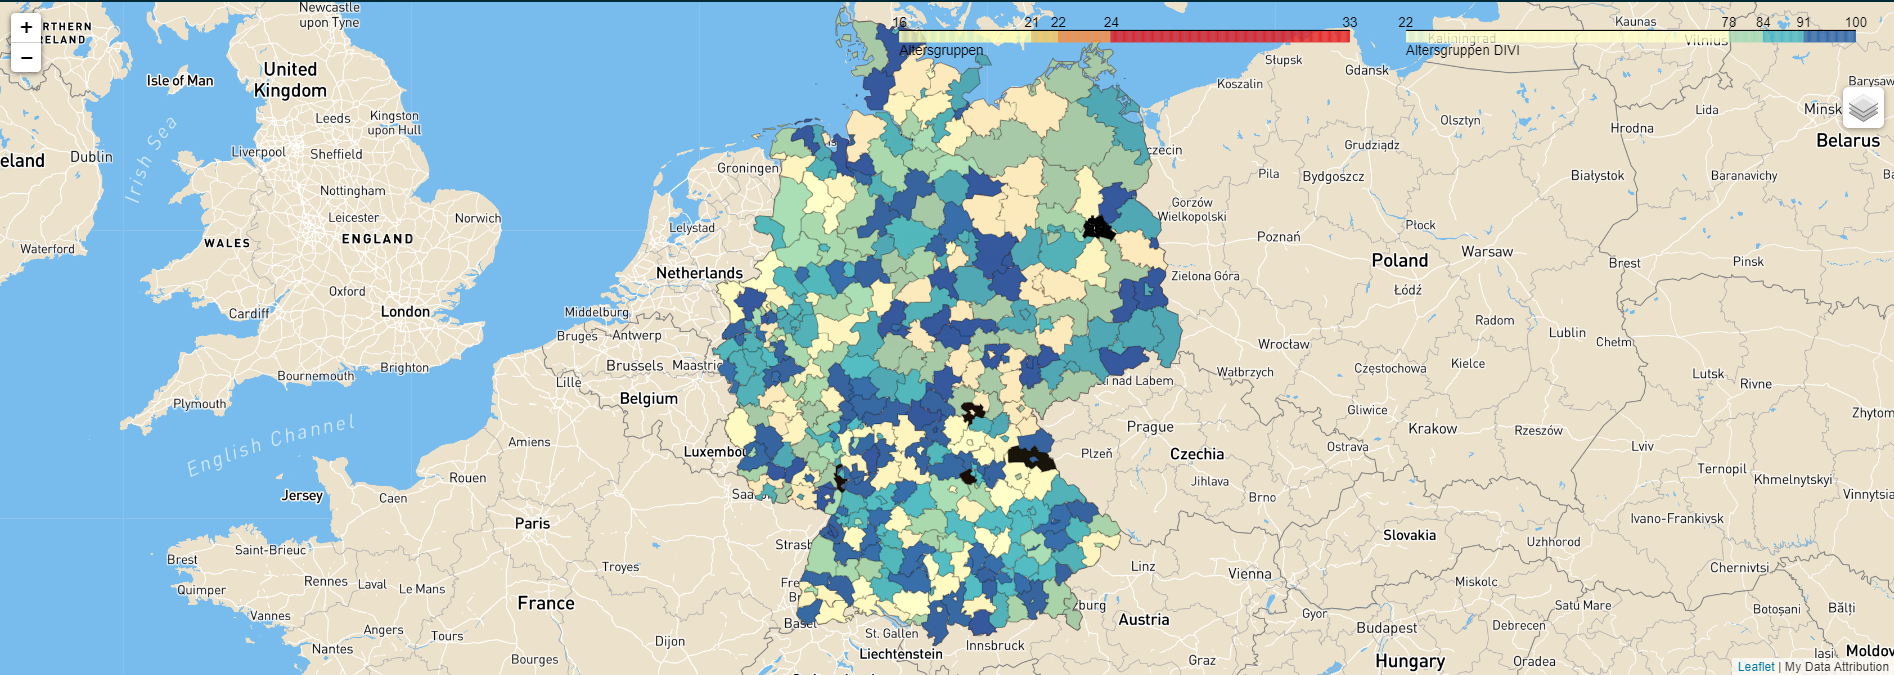 Newcastle
upon Tyne
+
−
RTHERN
RELAND
16
21
22
24
33
22
78
84
91
100
Altersgruppen
Altersgruppen DIVI
Kaunas
Kaliningrad
Vilnius
Isle of Man
United
Kingdom
Leeds
Kingston
upon Hull
Słupsk
Gdansk
Koszalin
Barysaw
Lida
Minsk
Olsztyn
Hrodna
Belarus
Irish Sea
eland
Dublin
Liverpool
Sheffield
Groningen
czecin
Grudziądz
Piła
Bydgoszcz
Białystok
Baranavichy
Nottingham
Leicester
Norwich
ENGLAND
WALES
Waterford
Lelystad
Gorzów
Wielkopolski
Płock
Poznań
Warsaw
Brest
Pinsk
Netherlands
Poland
Zielona Góra
Łódź
Oxford
Cardiff
London
Middelburg
Radom
Lublin
Chełm
Bruges
Antwerp
Wrocław
Brussels
Maastric
Brighton
Bournemouth
Lille
Wałbrzych
Częstochowa
Kielce
Lutsk
Rivne
Plymouth
Belgium
li nad Labem
Gliwice
Krakow
Rzeszów
Zhytom
English Channel
Amiens
Prague
Luxembou
Plzeň
Czechia
Ostrava
Lviv
Ternopil
Khmelnytskyi
Vinnytsia
Rouen
Jersey
Caen
Saa
Jihlava
Brno
Paris
Ivano-Frankivsk
Brest
Saint-Brieuc
Strasb
Slovakia
Uzhhorod
Quimper
Rennes
Laval
Le Mans
Troyes
Fre
B
Linz
Vienna
Chernivtsi
Miskolc
Vannes
France
zburg
Austria
Gyor
Satú Mare
Botoșani
Bălți
Angers
Tours
Dijon
Basel
St. Gallen
Innsbruck
Budapest
Debrecen
Nantes
Bourges
Liechtenstein
Graz
Hungary
Oradea
Iasi
Moldov
Leaflet | My Data Attribution